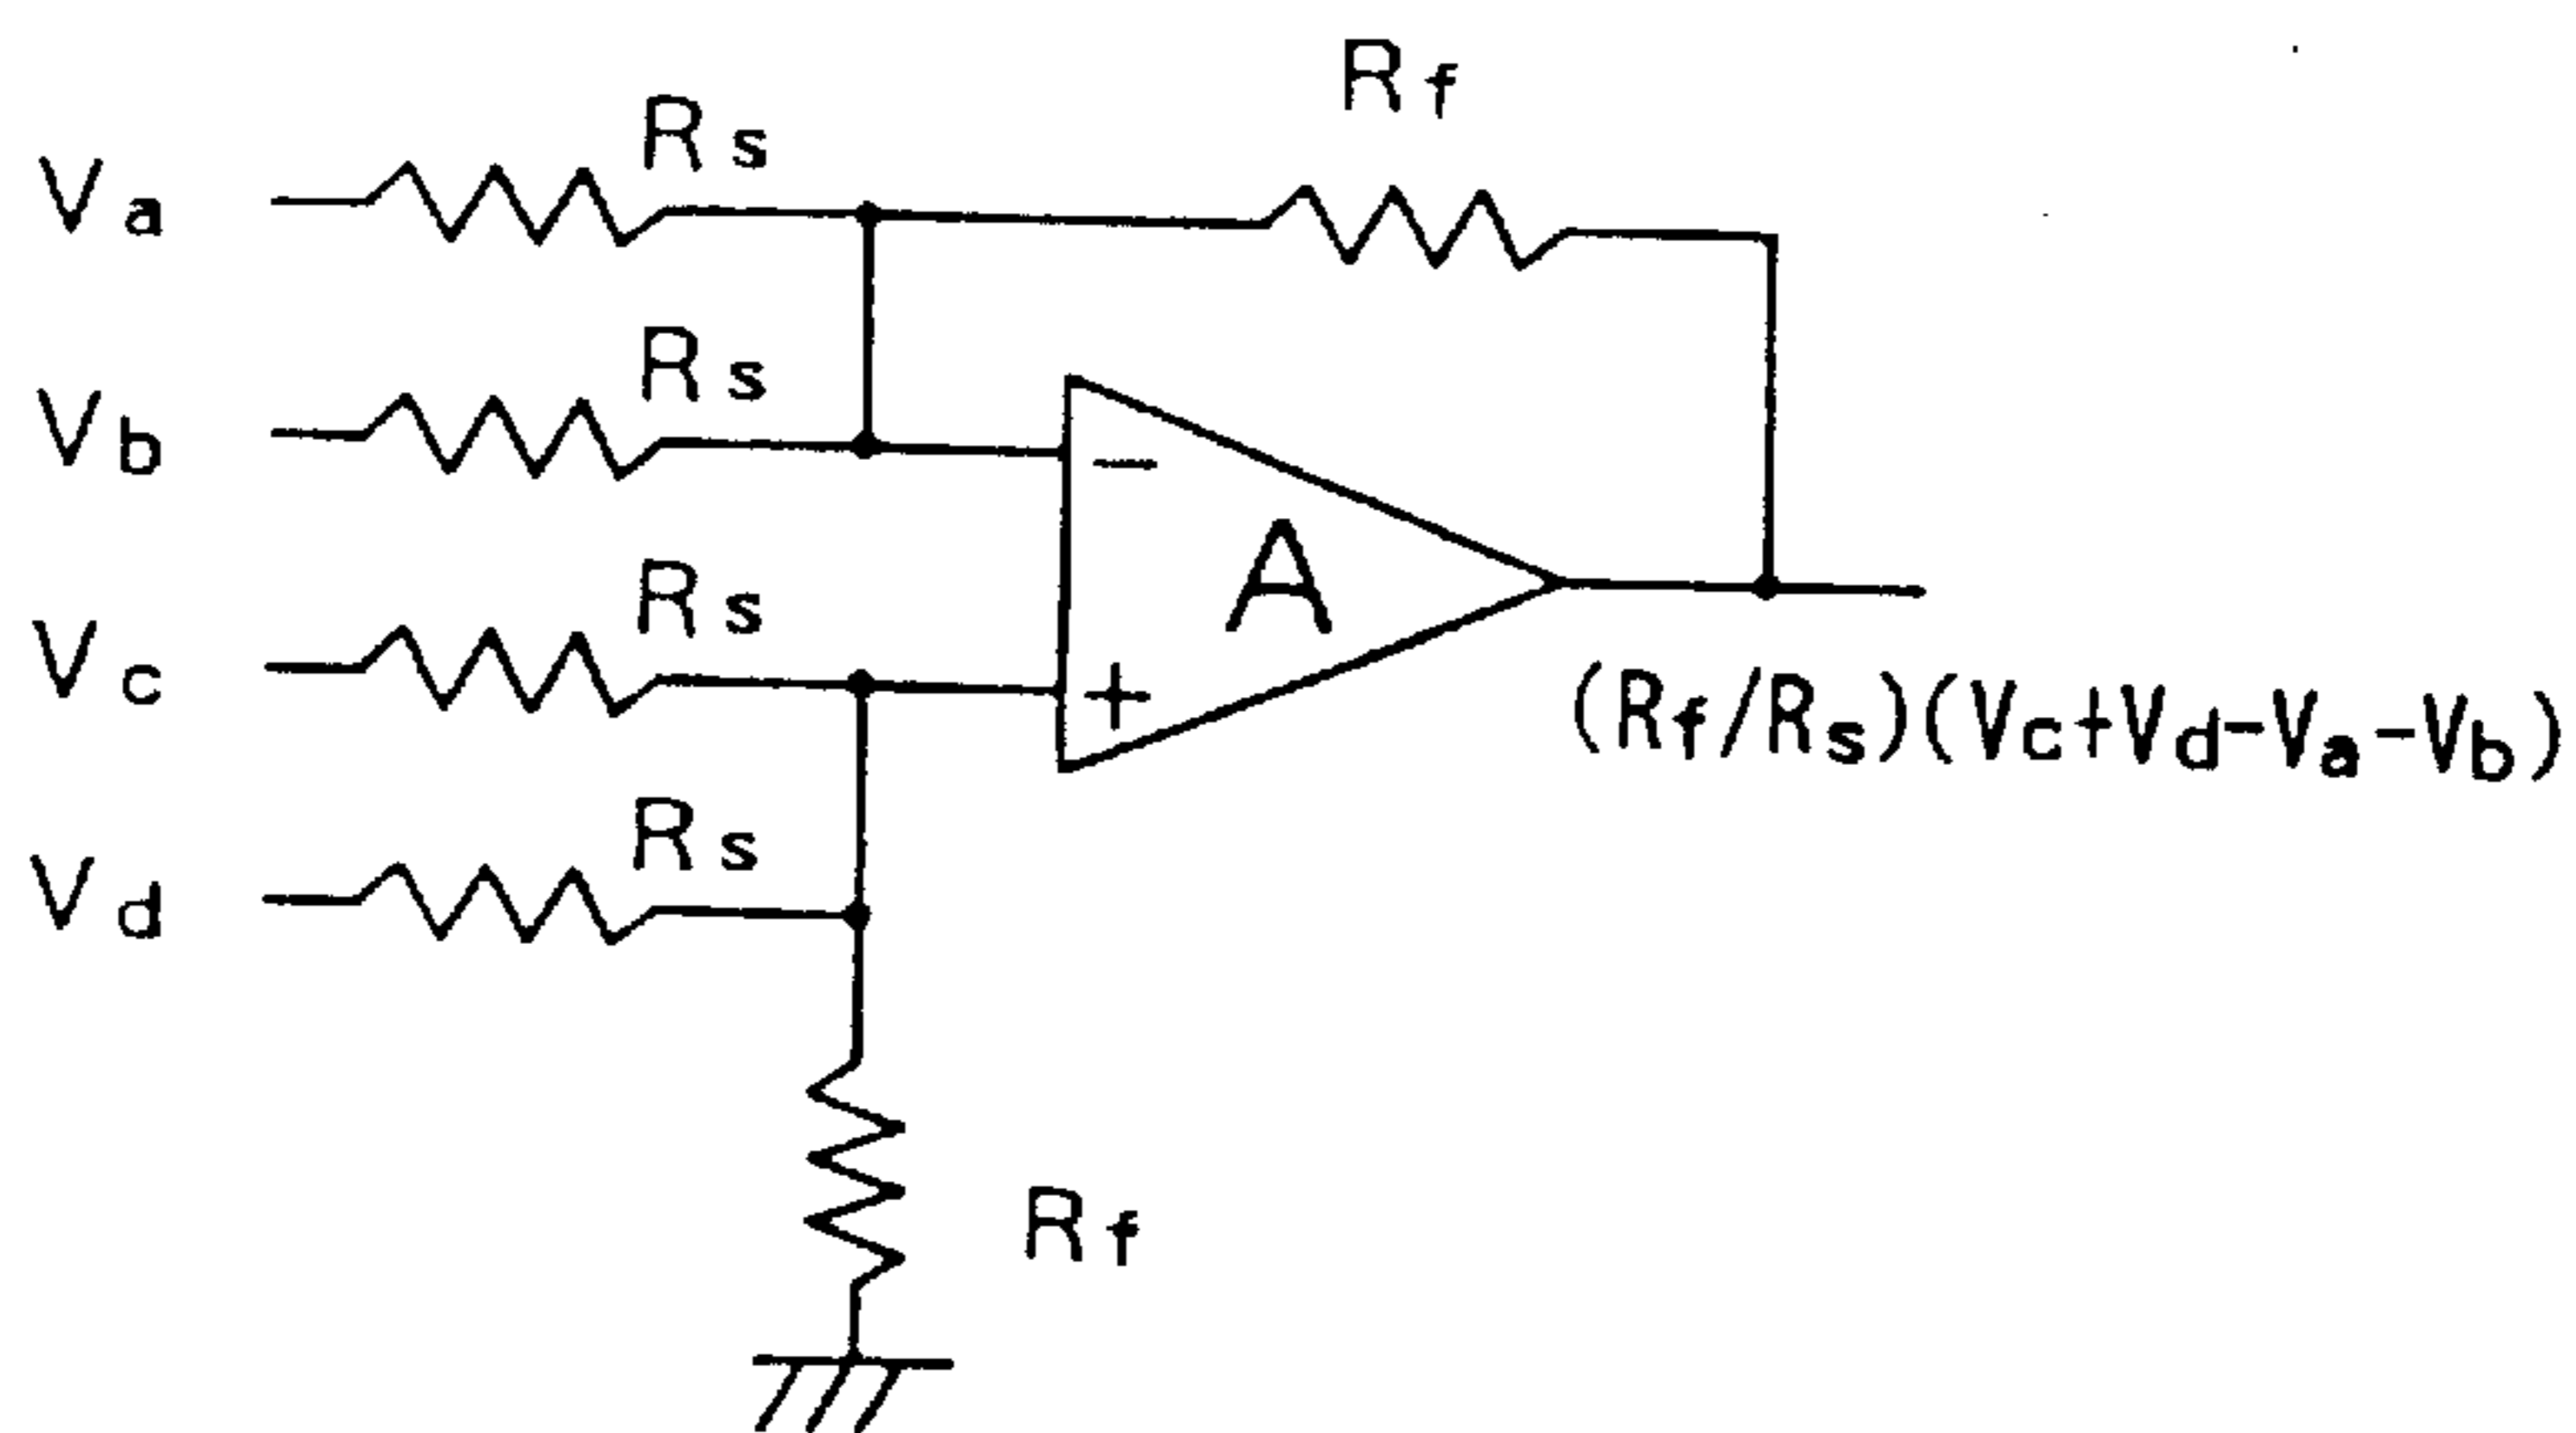 Rf
Va Rs
Vb Rs
−
A
Vc Rs
+
(Rf/Rs)(Vc+Vd-Va-Vb)
Vd Rs
Rf